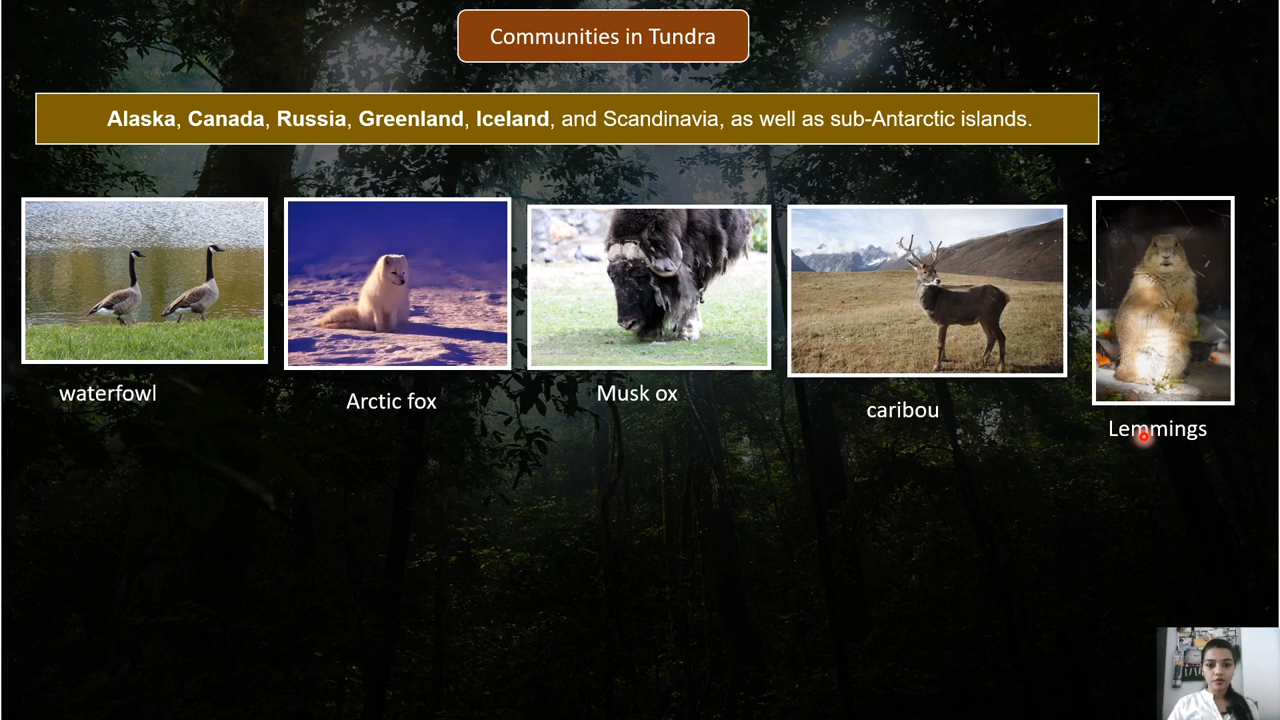 Communities in Tundra
Alaska, Canada, Russia, Greenland, Iceland, and Scandinavia, as well as sub-Antarctic islands.
waterfowl
Arctic fox
Musk ox
caribou
Lemmings